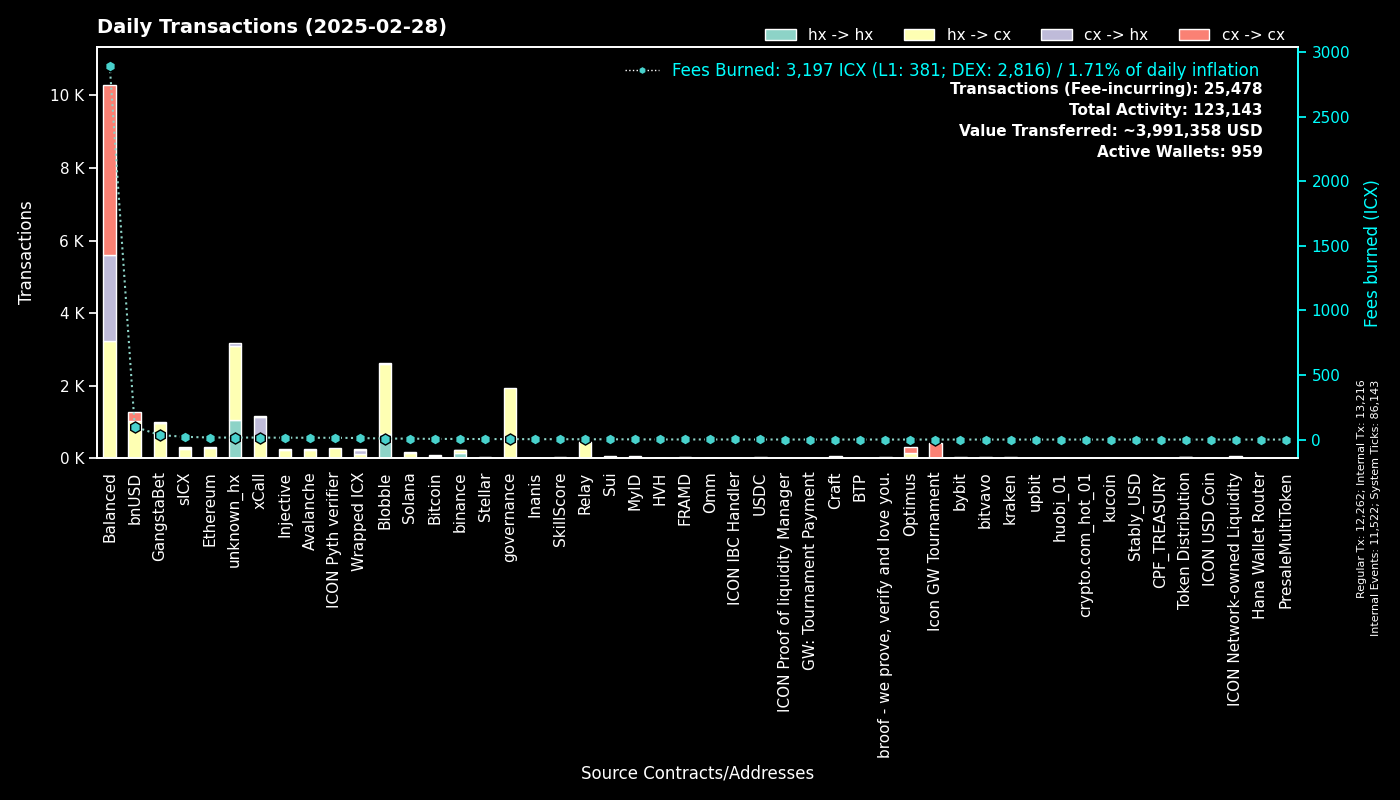 Daily Transactions (2025-02-28)
hx -> hx
hx -> cx
cx -> hx
cx -> cx
Fees Burned: 3,197 ICX (L1: 381; DEX: 2,816) / 1.71% of daily inflation
Transactions (Fee-incurring): 25,478
Total Activity: 123,143
Value Transferred: ~3,991,358 USD
Active Wallets: 959
Transactions
10 K
8 K
6 K
4 K
2 K
0 K
3000
2500
2000
1500
1000
500
0
Fees burned (ICX)
Regular Tx: 12,262; Internal Tx: 13,216
Internal Events: 11,522; System Ticks: 86,143
Balanced
bnUSD
GangstaBet
sICX
Ethereum
unknown_hx
xCall
Injective
Avalanche
ICON Pyth verifier
Wrapped ICX
Blobble
Solana
Bitcoin
binance
Stellar
governance
Inanis
SkillScore
Relay
Sui
MyID
HVH
FRAMD
Omm
ICON IBC Handler
USDC
ICON Proof of liquidity Manager
GW: Tournament Payment
Craft
BTP
broof - we prove, verify and love you.
Optimus
Icon GW Tournament
bybit
bitvavo
kraken
upbit
huobi_01
crypto.com_hot_01
kucoin
Stably_USD
CPF_TREASURY
Token Distribution
ICON USD Coin
ICON Network-owned Liquidity
Hana Wallet Router
PresaleMultiToken
Source Contracts/Addresses